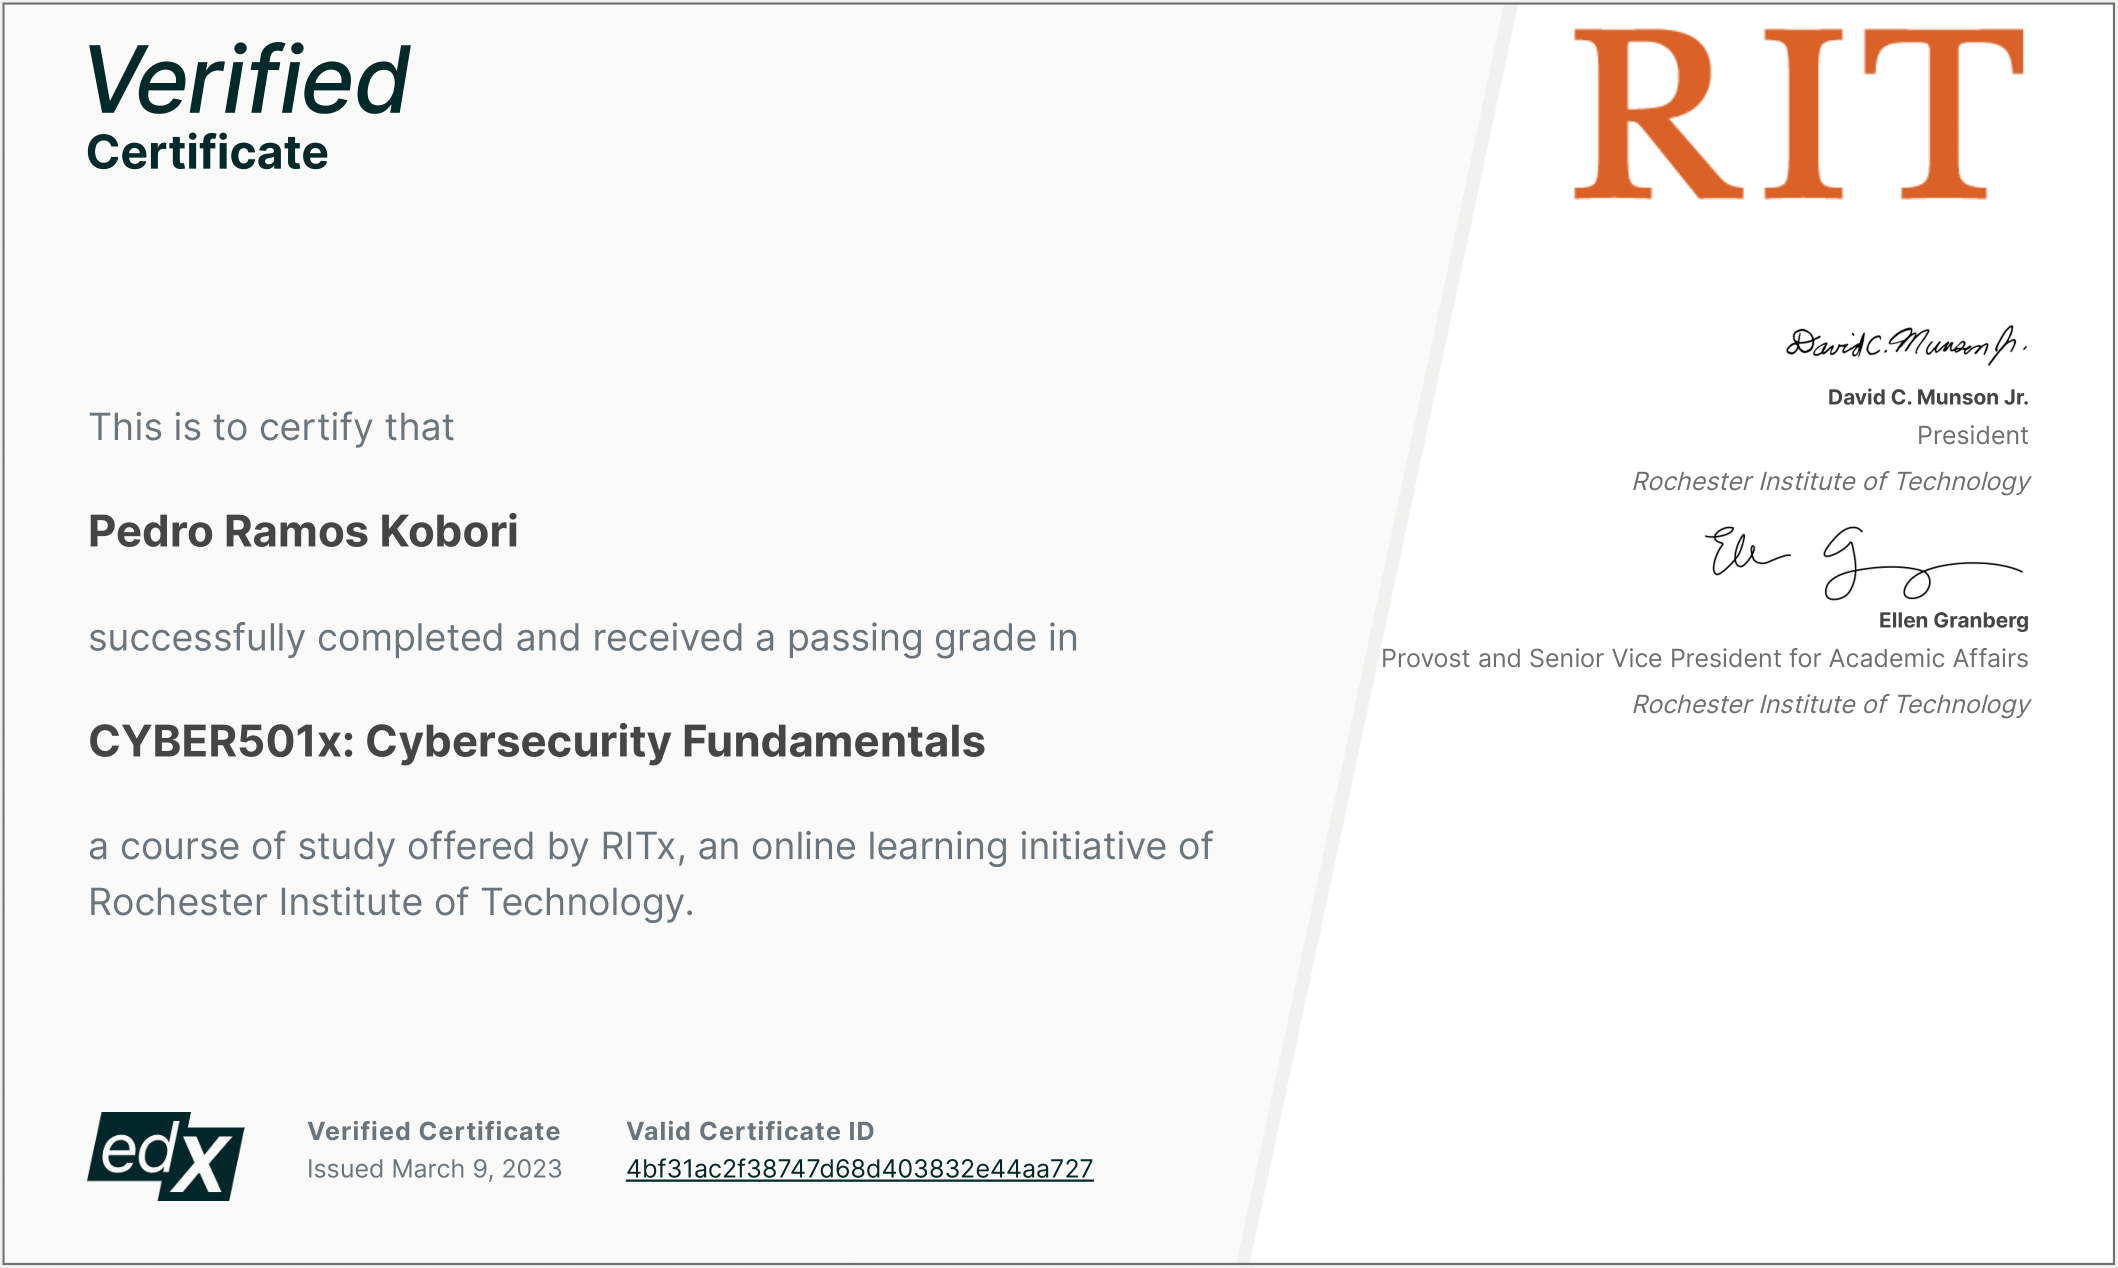 Verified
Certificate
RIT
This is to certify that
Pedro Ramos Kobori
successfully completed and received a passing grade in
CYBER501x: Cybersecurity Fundamentals
a course of study offered by RITx, an online learning initiative of
Rochester Institute of Technology.
David C. Munson Jr.
David C. Munson Jr.
President
Rochester Institute of Technology
Ellen Granberg
Provost and Senior Vice President for Academic Affairs
Rochester Institute of Technology
edX
Verified Certificate
Issued March 9, 2023
Valid Certificate ID
4bf31ac2f38747d68d403832e44aa727